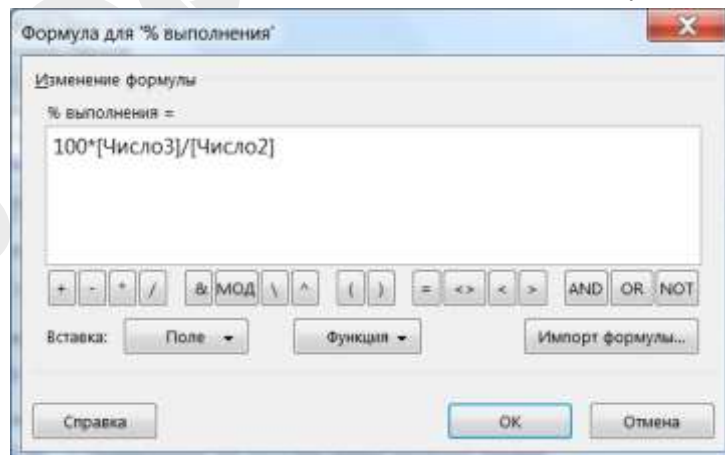 Формула для '% выполнения'
Изменение формулы
% выполнения =
100*[Число3]/[Число2]
+ - * / & МОД \ ^ ( ) = <> < > AND OR NOT
Вставка: Поле Функция Импорт формулы...
Справка ОК Отмена